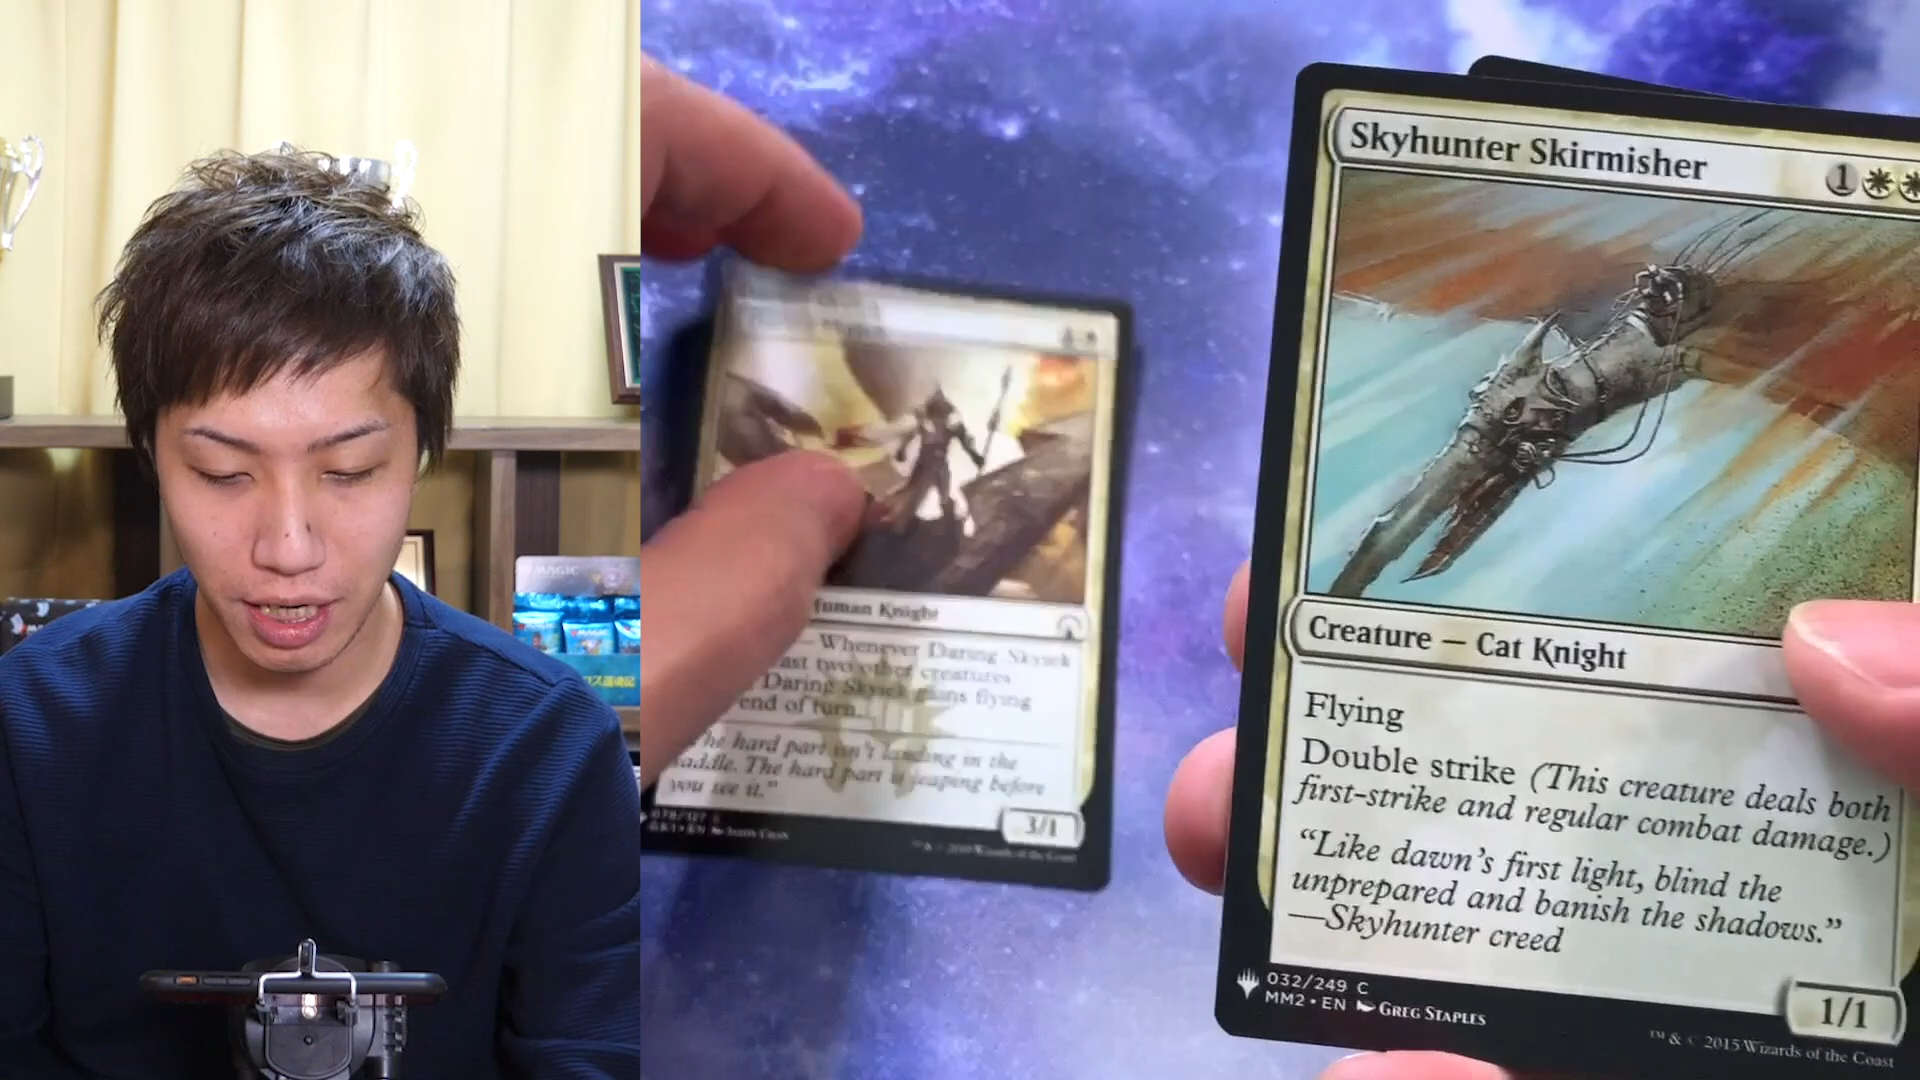 Skyhunter Skirmisher
1
Creature — Cat Knight
Flying
Double strike (This creature deals both
first-strike and regular combat damage.)
"Like dawn's first light, blind the
unprepared and banish the shadows."
—Skyhunter creed
1/1
032/249 C
MM2 • EN GREG STAPLES
™ & © 2015 Wizards of the Coast
Human Knight
— Whenever Daring Skyjek
ast two other creatures
Daring Skyjek gains flying
end of turn.
he hard part isn't landing in the
saddle. The hard part is leaping before
you see it."
3/1
MAGIC
MAGIC